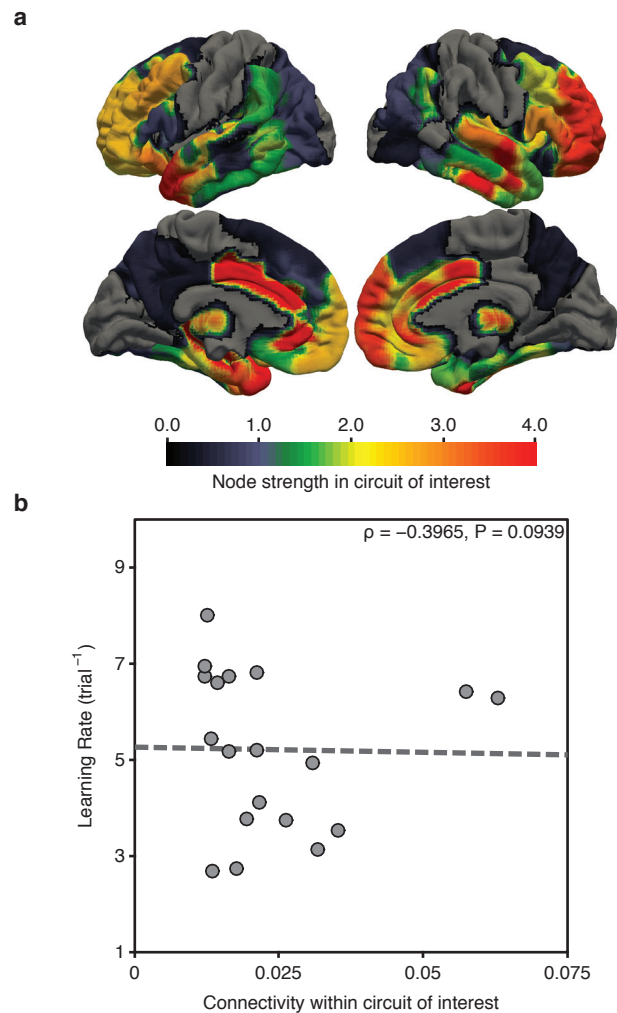 a
0.0 1.0 2.0 3.0 4.0
Node strength in circuit of interest
b
ρ = −0.3965, P = 0.0939
9
7
5
3
1
Learning Rate (trial⁻¹)
0 0.025 0.05 0.075
Connectivity within circuit of interest